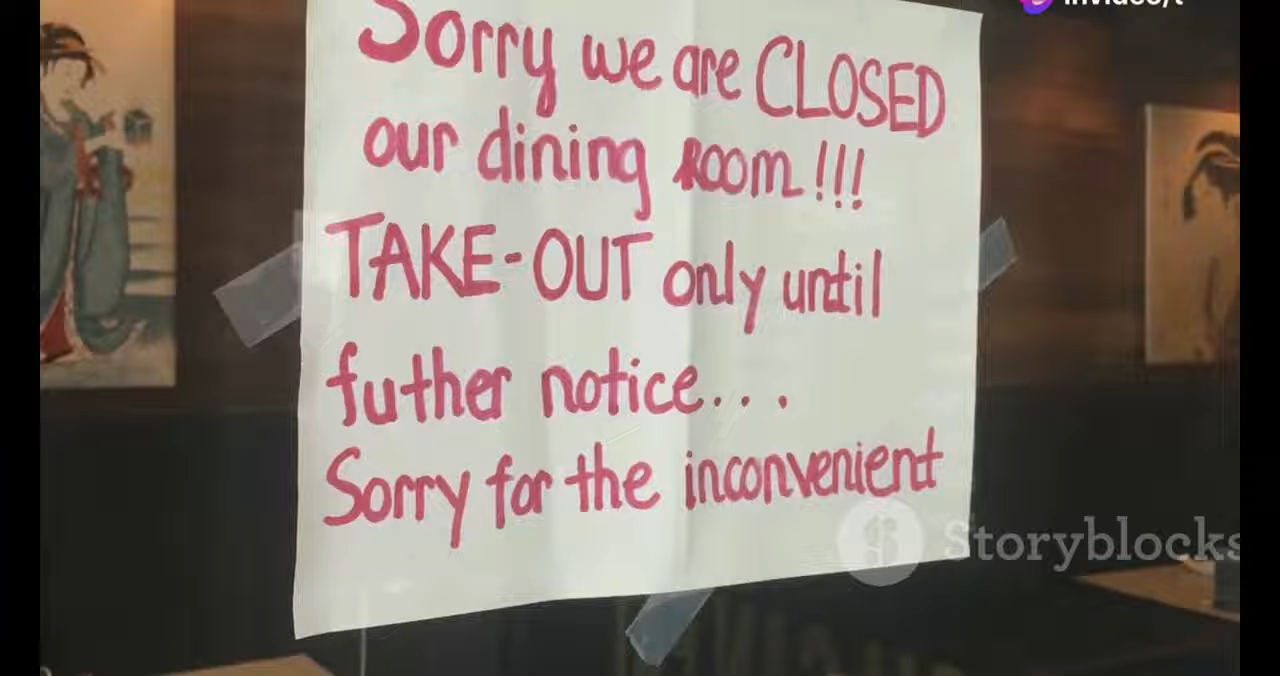 Sorry we are CLOSED
our dining ROOM!!!
TAKE-OUT only until
futher notice...
Sorry for the inconvenient
Storyblocks